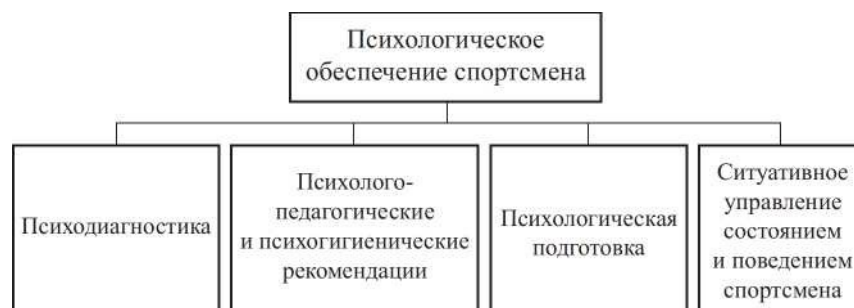 Психологическое
обеспечение спортсмена
Психодиагностика
Психолого-
педагогические
и психогигиенические
рекомендации
Психологическая
подготовка
Ситуативное
управление
состоянием
и поведением
спортсмена